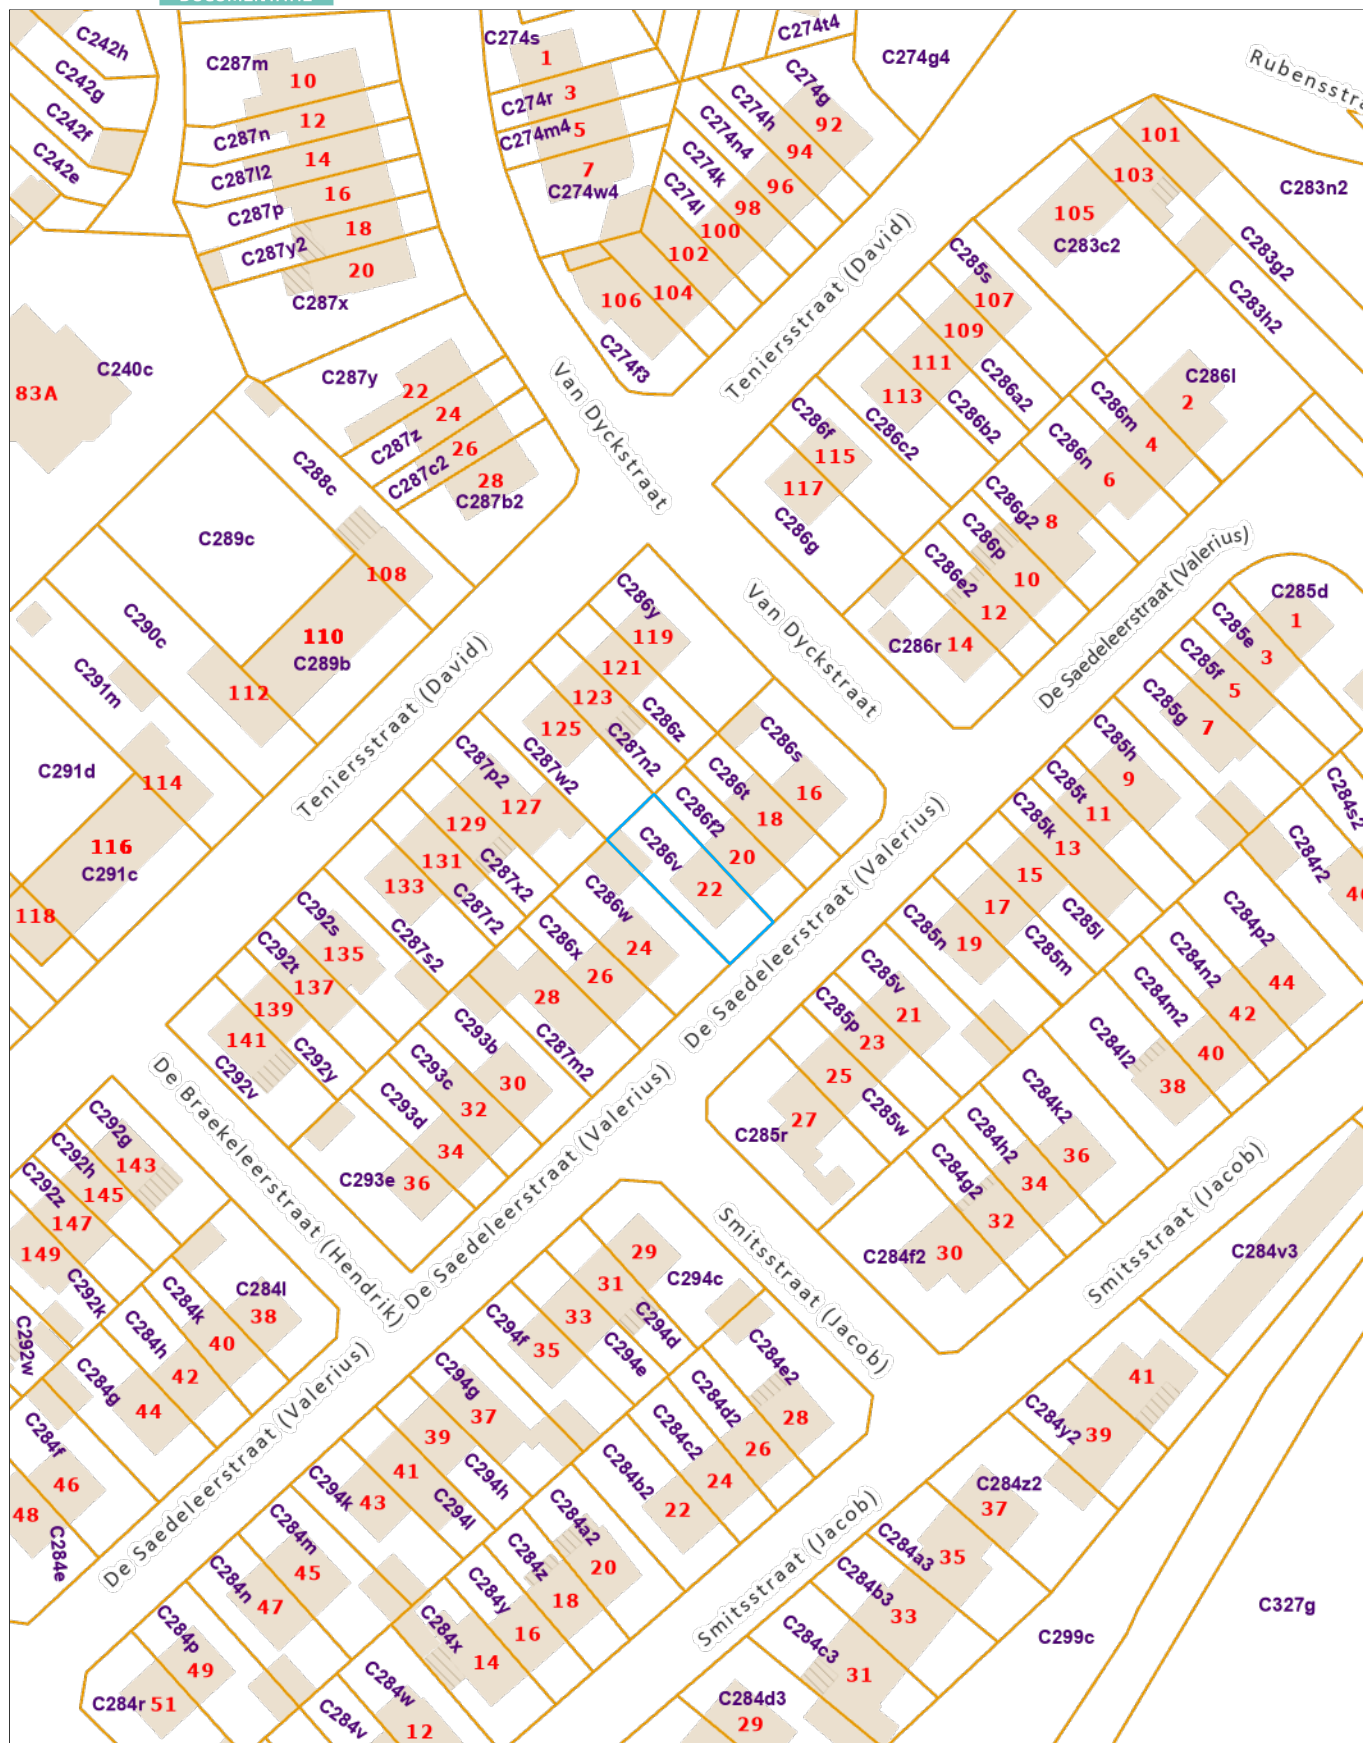 C242h
C242g
C242f
C242e
C287m
10
C287n
12
C287l2
14
C287p
16
C287y2
18
20
C287x
C274s
1
C274r
3
C274m4
5
7
C274w4
C274t4
C274g4
C274g
92
C274h
94
C274n4
96
C274k
98
C274l
100
102
104
106
C274f3
Rubensstra
101
103
105
C283c2
C283n2
C283g2
C283h2
83A
C240c
C287y
22
24
C287z
26
C287c2
28
C287b2
Van Dyckstraat
Teniersstraat (David)
C285s
107
109
111
113
C286a2
C286b2
C286c2
C286f
115
117
C286g
C286l
2
C286m
4
C286n
6
C286g2
8
C286p
10
C286e2
12
C286r
14
C288c
C289c
108
110
C289b
112
C290c
C291m
C291d
114
116
C291c
118
Teniersstraat (David)
Van Dyckstraat
De Saedeleerstraat (Valerius)
C286y
119
121
123
125
C286z
C287n2
C287w2
C286s
16
C286t
18
C286f2
20
C286v
22
C285d
1
C285e
3
C285f
5
C285g
7
C285h
9
C285t
11
C285k
13
15
17
C285l
C285m
C285n
19
C284s2
C284r2
C287p2
127
129
131
133
C287x2
C287r2
C287s2
C286w
24
C286x
26
28
C287m2
De Saedeleerstraat (Valerius)
C292s
135
C292t
137
139
141
C292y
C292v
C293b
30
C293c
32
C293d
34
C293e
36
C285v
21
C285p
23
25
C285w
27
C285r
C284p2
44
C284n2
42
C284m2
40
C284l2
38
C284k2
36
C284h2
34
C284g2
32
C284f2
30
De Braekeleerstraat (Hendrik)
De Saedeleerstraat (Valerius)
Smitsstraat (Jacob)
Smitsstraat (Jacob)
C292g
143
C292h
145
C292z
147
149
C292k
C292w
C284l
38
C284k
40
C284h
42
C284g
44
C284f
46
48
C284e
De Saedeleerstraat (Valerius)
29
C294c
31
33
C294d
C294e
C294f
35
C294g
37
39
41
43
C294h
C294l
C294k
C284e2
28
C284d2
26
C284c2
24
C284b2
22
C284v3
41
C284y2
39
C284z2
37
C284a3
35
C284b3
33
C284c3
31
C284d3
29
Smitsstraat (Jacob)
C299c
C327g
C284m
45
C284n
47
C284p
49
C284r
51
C284a2
20
C284z
18
C284y
16
C284x
14
C284w
12
C284v